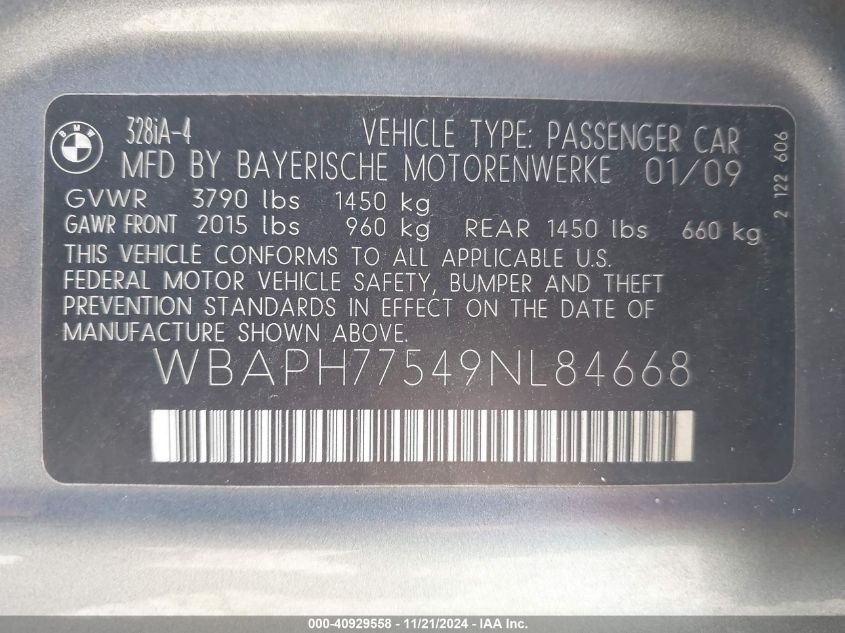 BMW
328iA-4 VEHICLE TYPE: PASSENGER CAR
MFD BY BAYERISCHE MOTORENWERKE 01/09
GVWR 3790 lbs 1450 kg
GAWR FRONT 2015 lbs 960 kg REAR 1450 lbs 660 kg
THIS VEHICLE CONFORMS TO ALL APPLICABLE U.S.
FEDERAL MOTOR VEHICLE SAFETY, BUMPER AND THEFT
PREVENTION STANDARDS IN EFFECT ON THE DATE OF
MANUFACTURE SHOWN ABOVE.
WBAPH77549NL84668
2 122 606
000-40929558 - 11/21/2024 - IAA Inc.